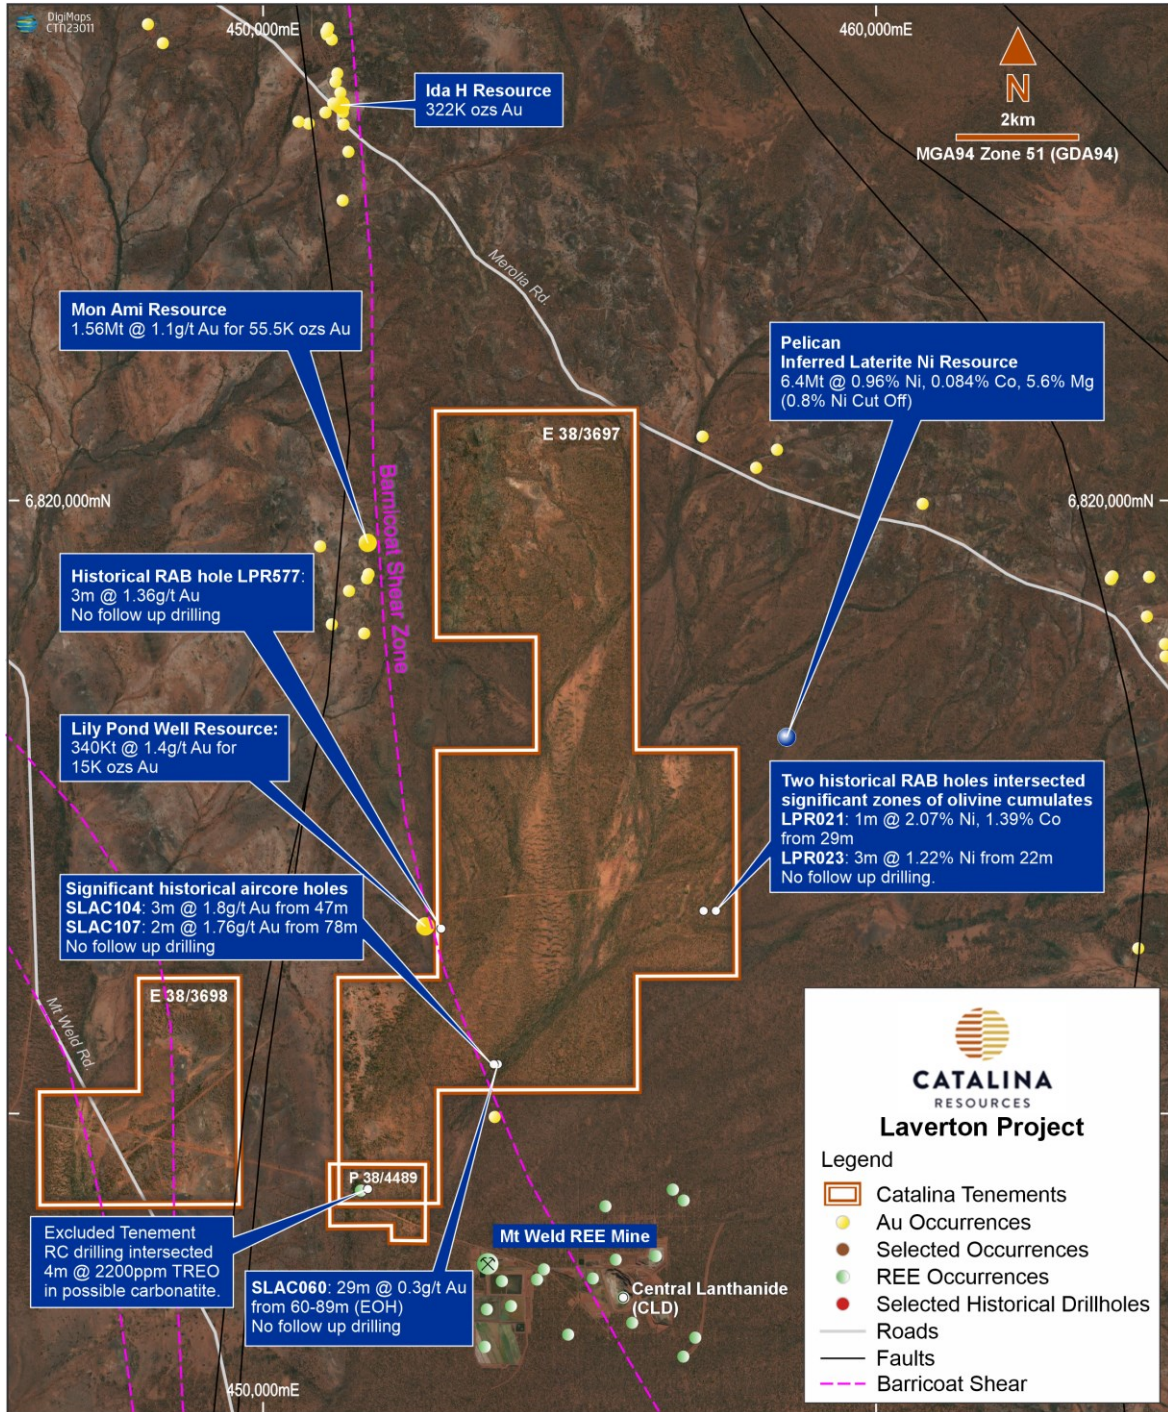 DigiMaps
CTN23011
450,000mE
460,000mE
N
2km
MGA94 Zone 51 (GDA94)
Ida H Resource
322K ozs Au
Merolia Rd.
Mon Ami Resource
1.56Mt @ 1.1g/t Au for 55.5K ozs Au
Pelican
Inferred Laterite Ni Resource
6.4Mt @ 0.96% Ni, 0.084% Co, 5.6% Mg
(0.8% Ni Cut Off)
E 38/3697
6,820,000mN
6,820,000mN
Barnicoat Shear Zone
Historical RAB hole LPR577:
3m @ 1.36g/t Au
No follow up drilling
Lily Pond Well Resource:
340Kt @ 1.4g/t Au for
15K ozs Au
Two historical RAB holes intersected
significant zones of olivine cumulates
LPR021: 1m @ 2.07% Ni, 1.39% Co
from 29m
LPR023: 3m @ 1.22% Ni from 22m
No follow up drilling.
Significant historical aircore holes
SLAC104: 3m @ 1.8g/t Au from 47m
SLAC107: 2m @ 1.76g/t Au from 78m
No follow up drilling
E 38/3698
Mt Weld Rd.
P 38/4489
Excluded Tenement
RC drilling intersected
4m @ 2200ppm TREO
in possible carbonatite.
Mt Weld REE Mine
SLAC060: 29m @ 0.3g/t Au
from 60-89m (EOH)
No follow up drilling
Central Lanthanide
(CLD)
450,000mE
CATALINA
RESOURCES
Laverton Project
Legend
Catalina Tenements
Au Occurrences
Selected Occurrences
REE Occurrences
Selected Historical Drillholes
Roads
Faults
Barricoat Shear